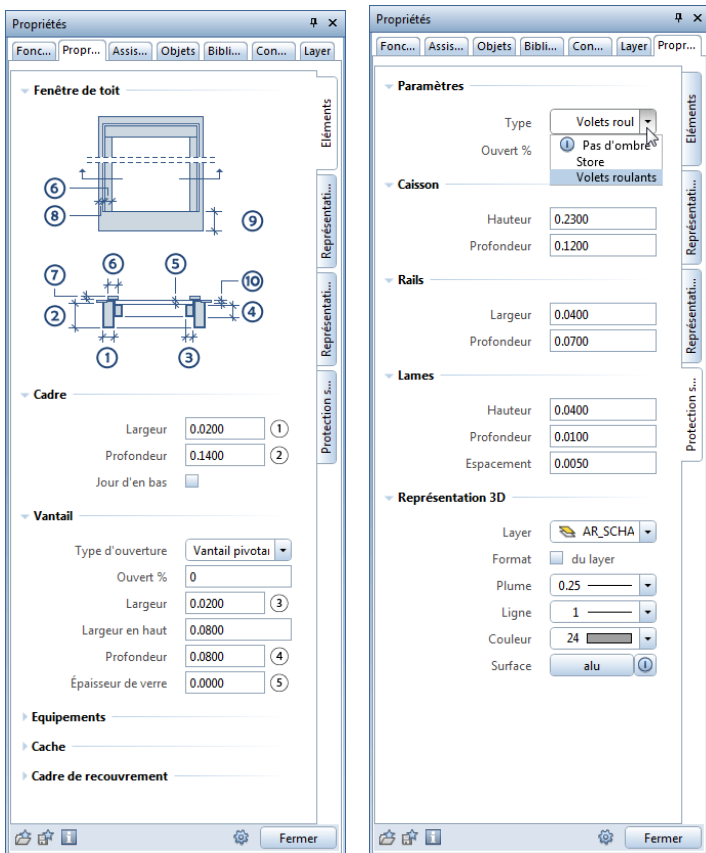 Propriétés
Fonc... Propr... Assis... Objets Bibli... Con... Layer
Fenêtre de toit
6
8
9
7
6
5
10
2
4
1
3
Cadre
Largeur 0.0200 1
Profondeur 0.1400 2
Jour d'en bas
Vantail
Type d'ouverture Vantail pivotai
Ouvert % 0
Largeur 0.0200 3
Largeur en haut 0.0800
Profondeur 0.0800 4
Épaisseur de verre 0.0000 5
Equipements
Cache
Cadre de recouvrement
Fermer
Eléments
Représentati...
Représentati...
Protection s...
Propriétés
Fonc... Assis... Objets Bibli... Con... Layer Propr...
Paramètres
Type Volets roul
Pas d'ombre
Ouvert %
Store
Volets roulants
Caisson
Hauteur 0.2300
Profondeur 0.1200
Rails
Largeur 0.0400
Profondeur 0.0700
Lames
Hauteur 0.0400
Profondeur 0.0100
Espacement 0.0050
Représentation 3D
Layer AR_SCHA
Format du layer
Plume 0.25
Ligne 1
Couleur 24
Surface alu
Fermer
Eléments
Représentati...
Représentati...
Protection s...